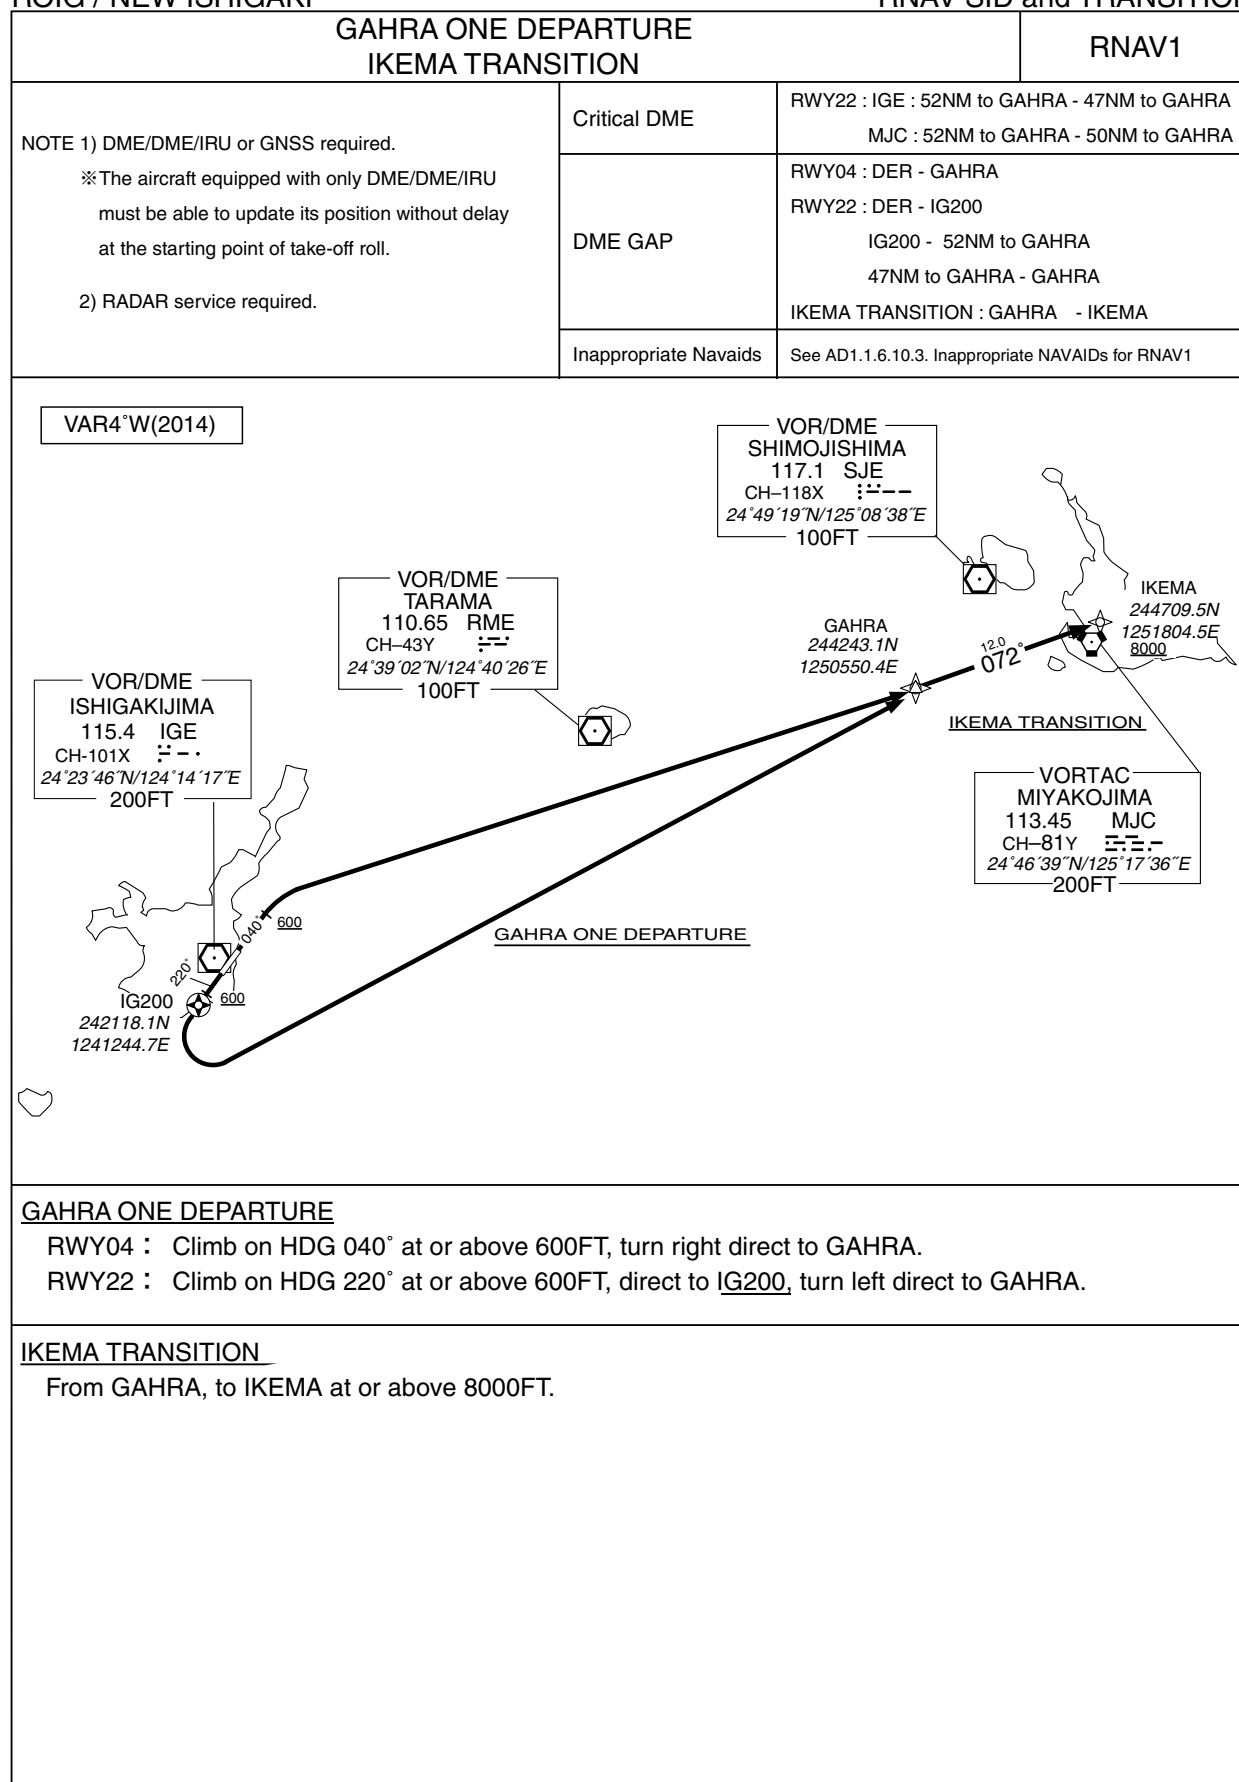 ROIG / NEW ISHIGAKI
RNAV SID and TRANSITION
GAHRA ONE DEPARTURE
IKEMA TRANSITION
RNAV1
NOTE 1) DME/DME/IRU or GNSS required.
※The aircraft equipped with only DME/DME/IRU
must be able to update its position without delay
at the starting point of take-off roll.
2) RADAR service required.
Critical DME
RWY22 : IGE : 52NM to GAHRA - 47NM to GAHRA
MJC : 52NM to GAHRA - 50NM to GAHRA
DME GAP
RWY04 : DER - GAHRA
RWY22 : DER - IG200
IG200 - 52NM to GAHRA
47NM to GAHRA - GAHRA
IKEMA TRANSITION : GAHRA - IKEMA
Inappropriate Navaids
See AD1.1.6.10.3. Inappropriate NAVAIDs for RNAV1
VAR4˚W(2014)
VOR/DME
SHIMOJISHIMA
117.1 SJE
CH–118X
24˚49´19˝N/125˚08´38˝E
100FT
VOR/DME
TARAMA
110.65 RME
CH–43Y
24˚39´02˝N/124˚40´26˝E
100FT
IKEMA
244709.5N
1251804.5E
8000
GAHRA
244243.1N
1250550.4E
12.0
072˚
IKEMA TRANSITION
VOR/DME
ISHIGAKIJIMA
115.4 IGE
CH-101X
24˚23´46˝N/124˚14´17˝E
200FT
VORTAC
MIYAKOJIMA
113.45 MJC
CH–81Y
24˚46´39˝N/125˚17´36˝E
200FT
600
040˚
GAHRA ONE DEPARTURE
220˚
600
IG200
242118.1N
1241244.7E
GAHRA ONE DEPARTURE
RWY04 : Climb on HDG 040˚ at or above 600FT, turn right direct to GAHRA.
RWY22 : Climb on HDG 220˚ at or above 600FT, direct to IG200, turn left direct to GAHRA.
IKEMA TRANSITION
From GAHRA, to IKEMA at or above 8000FT.